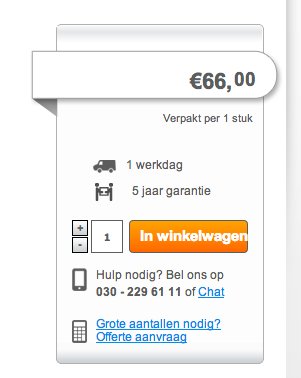 €66,00
Verpakt per 1 stuk
1 werkdag
5 jaar garantie
+
-
1
In winkelwagen
Hulp nodig? Bel ons op
030 - 229 61 11 of Chat
Grote aantallen nodig?
Offerte aanvraag